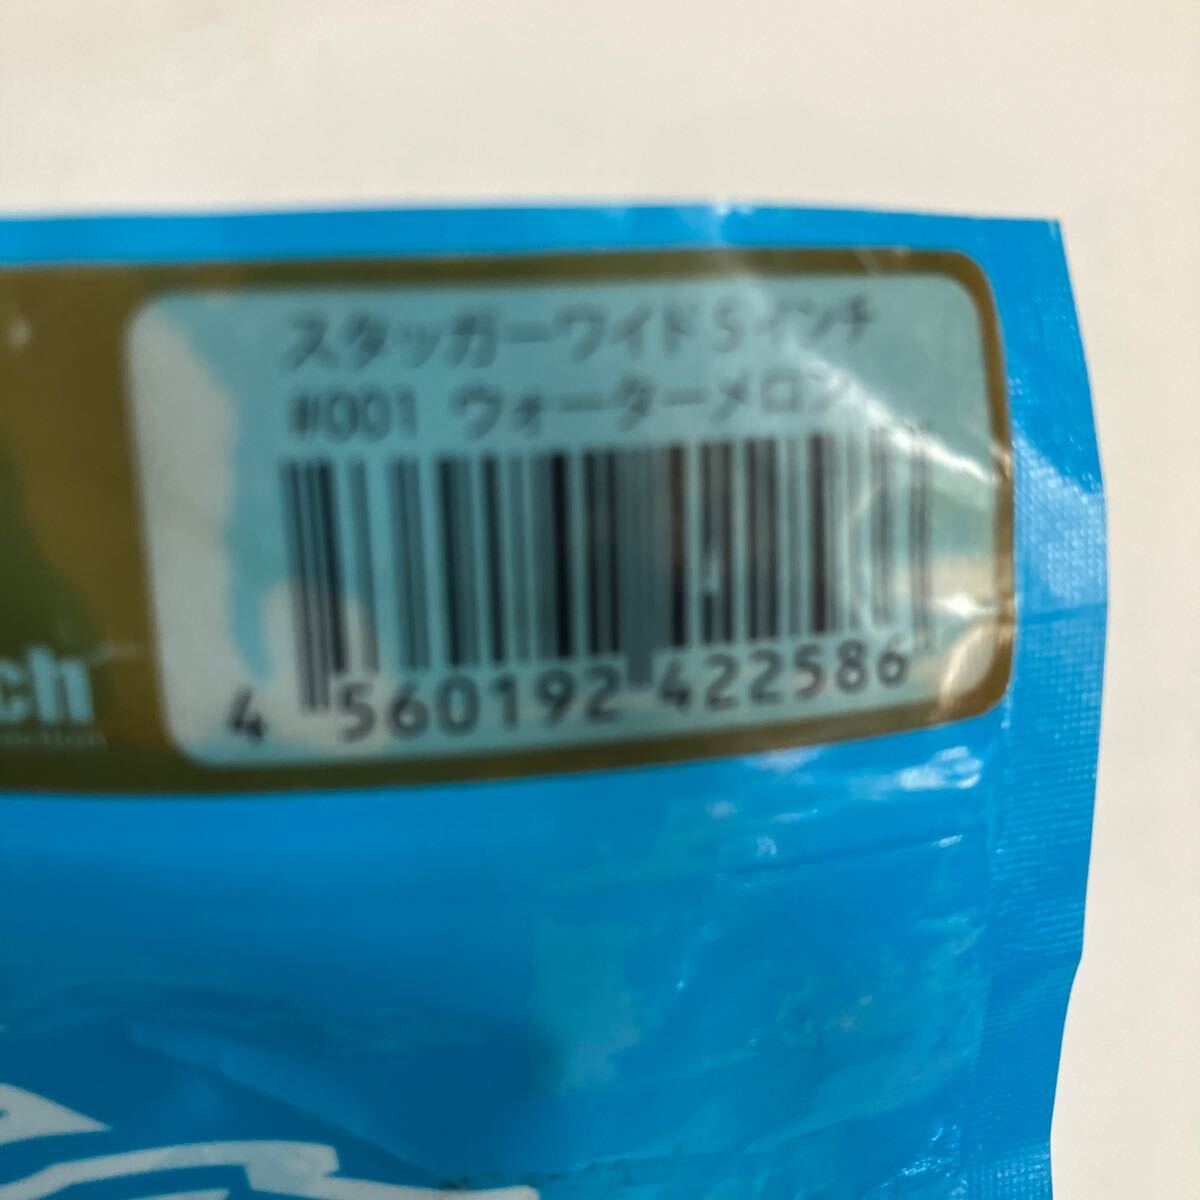 スタッガーワイド5インチ
#001 ウォーターメロン
4 560192 422586
ch